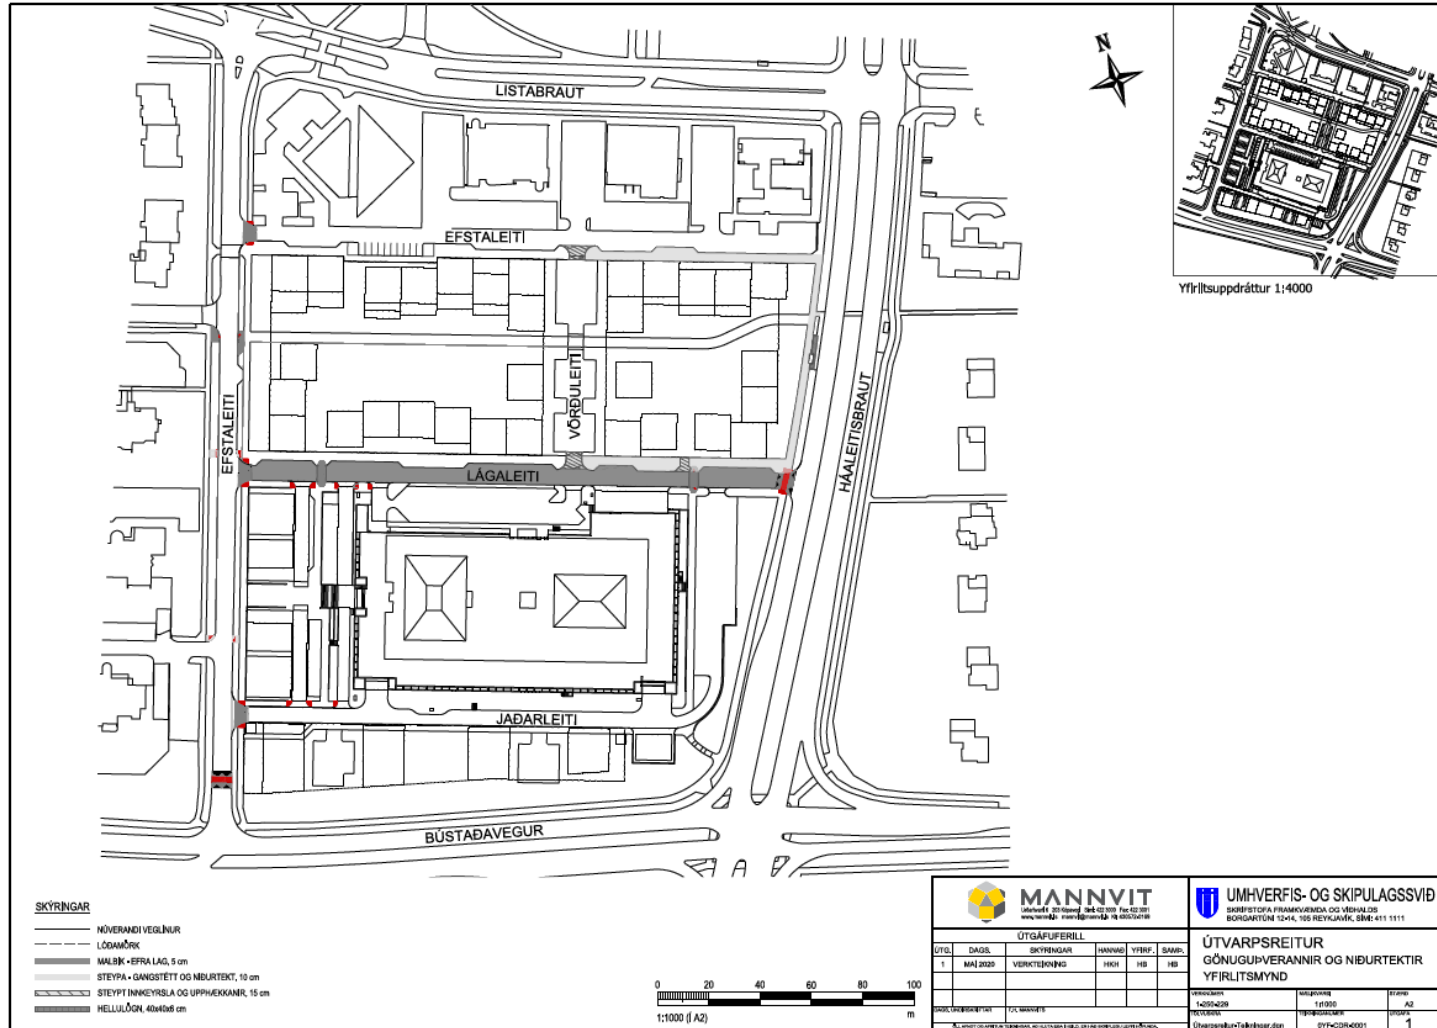 N
LISTABRAUT
EFSTALEITI
Yfirlitsuppdráttur 1:4000
VÖRÐULEITI
HÁALEITISBRAUT
EFSTALEITI
LÁGALEITI
JAÐARLEITI
BÚSTAÐAVEGUR
SKÝRINGAR
NÚVERANDI VEGLÍNUR
LÓÐAMÖRK
MALBIK - EFRA LAG, 5 cm
STEYPA - GANGSTÉTT OG NIÐURTEKT, 10 cm
STEYPT INNKEYRSLA OG UPPHÆKKANIR, 15 cm
HELLULÖGN, 40x40x6 cm
0 20 40 60 80 100
1:1000 (Í A2) m
MANNVIT
ÚTGÁFUFERILL
ÚTG. DAGS. SKÝRINGAR HANNAÐ YFIRF. SAMÞ.
1 MAÍ 2020 VERKTEIKNING HKH HB HB
UMHVERFIS- OG SKIPULAGSSVIÐ
SKRIFSTOFA FRAMKVÆMDA OG VIÐHALDS
BORGARTÚNI 12-14, 105 REYKJAVÍK, SÍMI: 411 1111
ÚTVARPSREITUR
GÖNGUÞVERANNIR OG NIÐURTEKTIR
YFIRLITSMYND
1:1000
A2
1